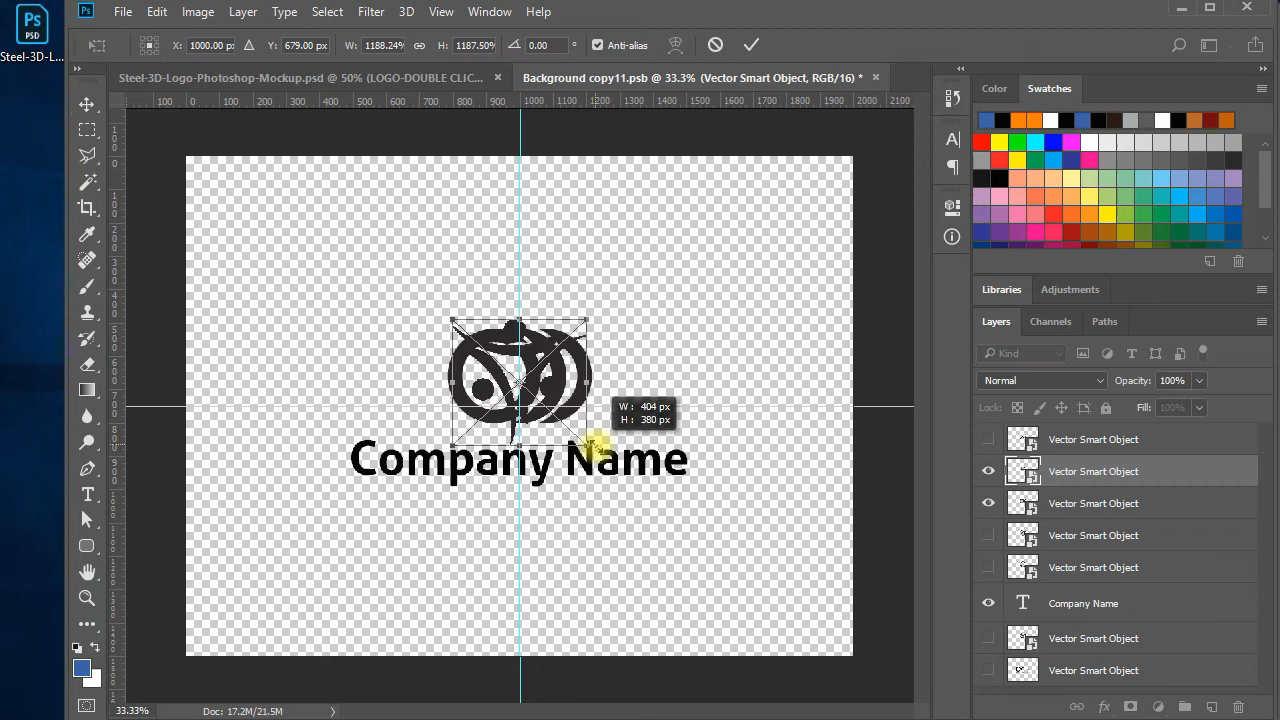 Ps
PSD
Steel-3D-L...
Ps File Edit Image Layer Type Select Filter 3D View Window Help
X: 1000.00 px Y: 679.00 px W: 1188.24% H: 1187.50% 0.00 ° Anti-alias
Steel-3D-Logo-Photoshop-Mockup.psd @ 50% (LOGO-DOUBLE CLIC... × Background copy11.psb @ 33.3% (Vector Smart Object, RGB/16) * ×
100 0 100 200 300 400 500 600 700 800 900 1000 1100 1200 1300 1400 1500 1600 1700 1800 1900 2000 2100
Color Swatches
W: 404 px
H: 380 px
Company Name
Libraries Adjustments
Layers Channels Paths
Kind
Normal Opacity: 100%
Lock: Fill: 100%
Vector Smart Object
Vector Smart Object
Vector Smart Object
Vector Smart Object
Vector Smart Object
T Company Name
Vector Smart Object
Vector Smart Object
33.33% Doc: 17.2M/21.5M
fx